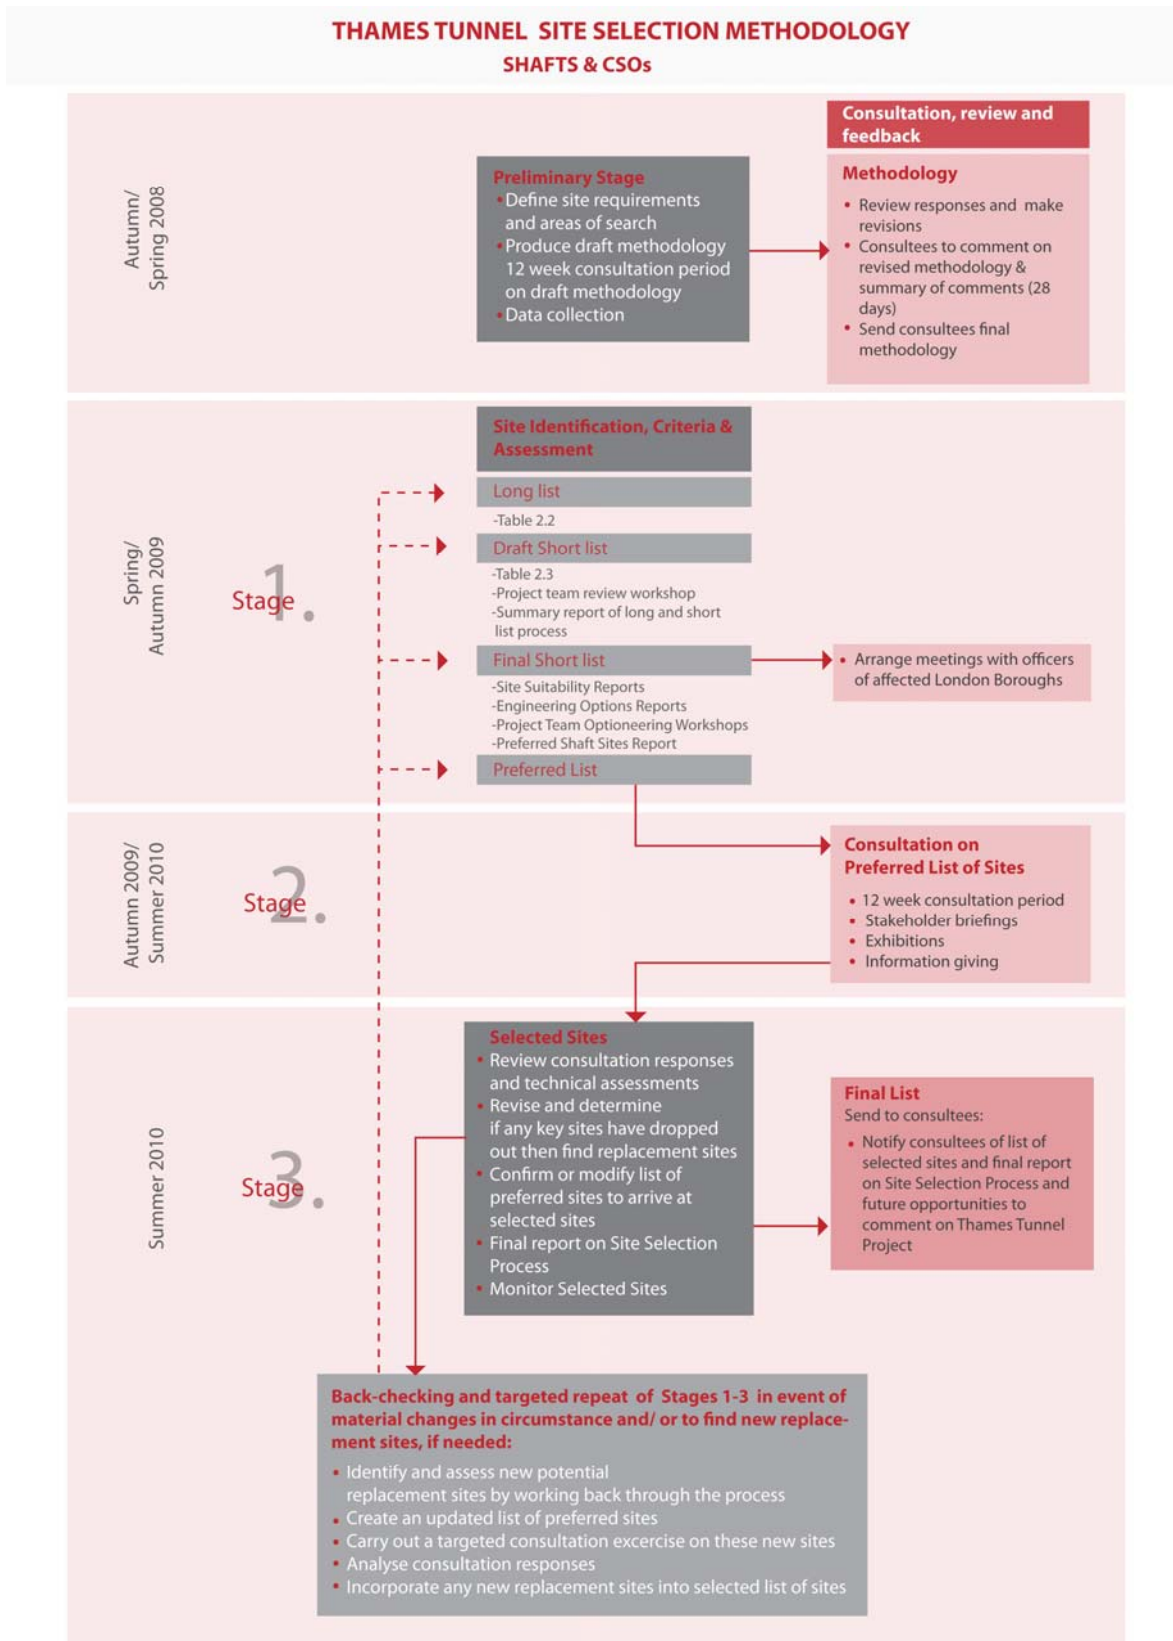 THAMES TUNNEL SITE SELECTION METHODOLOGY
SHAFTS & CSOs
Autumn/
Spring 2008
Preliminary Stage
• Define site requirements
and areas of search
• Produce draft methodology
12 week consultation period
on draft methodology
• Data collection
Consultation, review and
feedback
Methodology
• Review responses and make
revisions
• Consultees to comment on
revised methodology &
summary of comments (28
days)
• Send consultees final
methodology
Spring/
Autumn 2009
Stage 1.
Site Identification, Criteria &
Assessment
Long list
-Table 2.2
Draft Short list
-Table 2.3
-Project team review workshop
-Summary report of long and short
list process
Final Short list
-Site Suitability Reports
-Engineering Options Reports
-Project Team Optioneering Workshops
-Preferred Shaft Sites Report
Preferred List
• Arrange meetings with officers
of affected London Boroughs
Autumn 2009/
Summer 2010
Stage 2.
Consultation on
Preferred List of Sites
• 12 week consultation period
• Stakeholder briefings
• Exhibitions
• Information giving
Summer 2010
Stage 3.
Selected Sites
• Review consultation responses
and technical assessments
• Revise and determine
if any key sites have dropped
out then find replacement sites
• Confirm or modify list of
preferred sites to arrive at
selected sites
• Final report on Site Selection
Process
• Monitor Selected Sites
Final List
Send to consultees:
• Notify consultees of list of
selected sites and final report
on Site Selection Process and
future opportunities to
comment on Thames Tunnel
Project
Back-checking and targeted repeat of Stages 1-3 in event of
material changes in circumstance and/ or to find new replace-
ment sites, if needed:
• Identify and assess new potential
replacement sites by working back through the process
• Create an updated list of preferred sites
• Carry out a targeted consultation excercise on these new sites
• Analyse consultation responses
• Incorporate any new replacement sites into selected list of sites